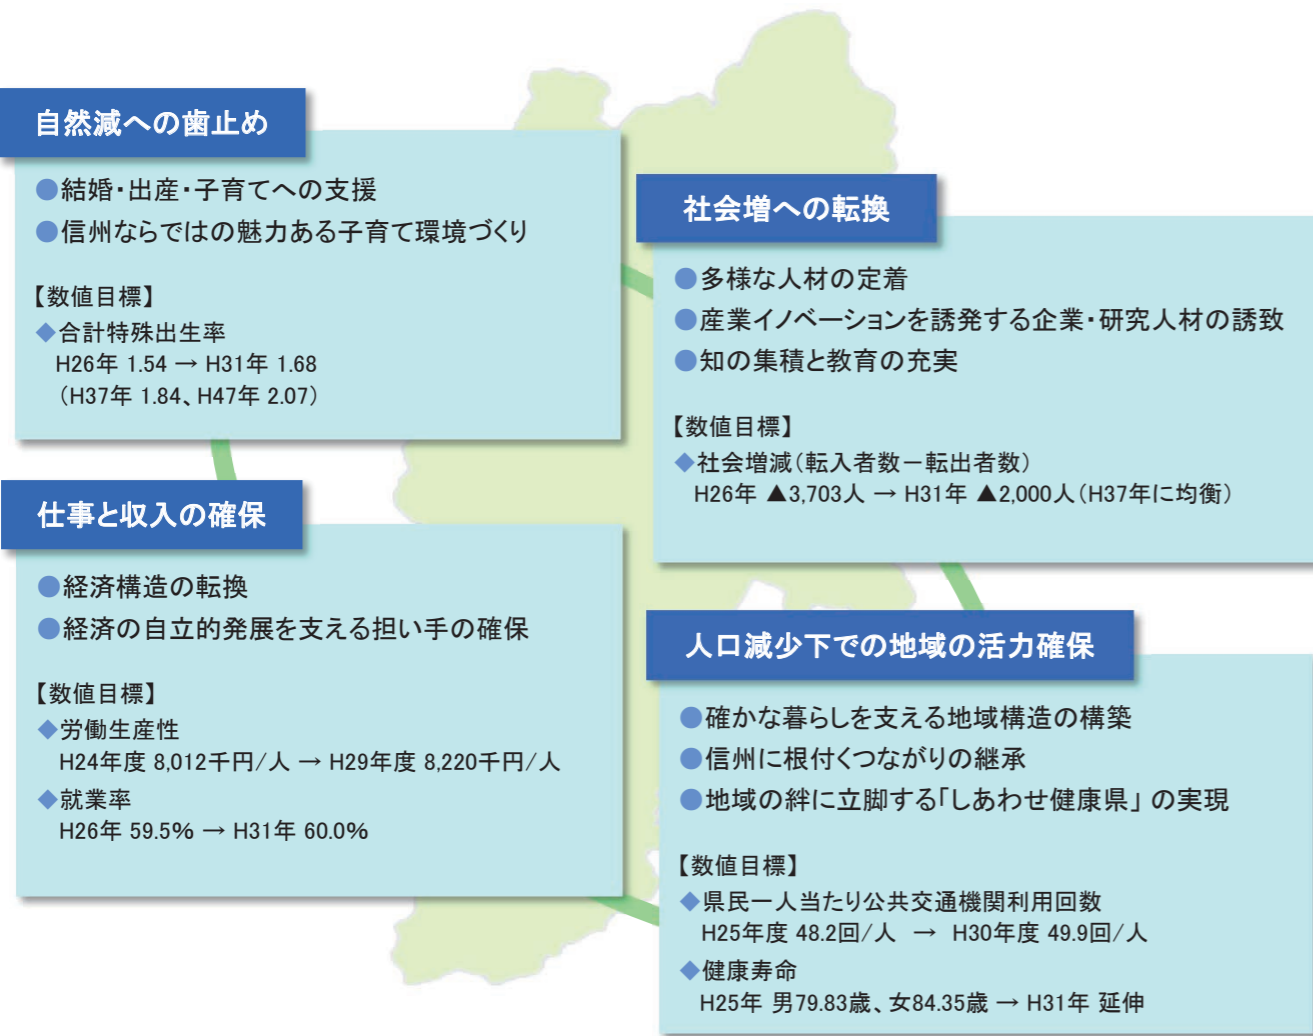 自然減への歯止め
●結婚・出産・子育てへの支援
●信州ならではの魅力ある子育て環境づくり
【数値目標】
◆合計特殊出生率
H26年 1.54 → H31年 1.68
（H37年 1.84、H47年 2.07）
社会増への転換
●多様な人材の定着
●産業イノベーションを誘発する企業・研究人材の誘致
●知の集積と教育の充実
【数値目標】
◆社会増減（転入者数－転出者数）
H26年 ▲3,703人 → H31年 ▲2,000人（H37年に均衡）
仕事と収入の確保
●経済構造の転換
●経済の自立的発展を支える担い手の確保
【数値目標】
◆労働生産性
H24年度 8,012千円/人 → H29年度 8,220千円/人
◆就業率
H26年 59.5% → H31年 60.0%
人口減少下での地域の活力確保
●確かな暮らしを支える地域構造の構築
●信州に根付くつながりの継承
●地域の絆に立脚する「しあわせ健康県」の実現
【数値目標】
◆県民一人当たり公共交通機関利用回数
H25年度 48.2回/人 → H30年度 49.9回/人
◆健康寿命
H25年 男79.83歳、女84.35歳 → H31年 延伸